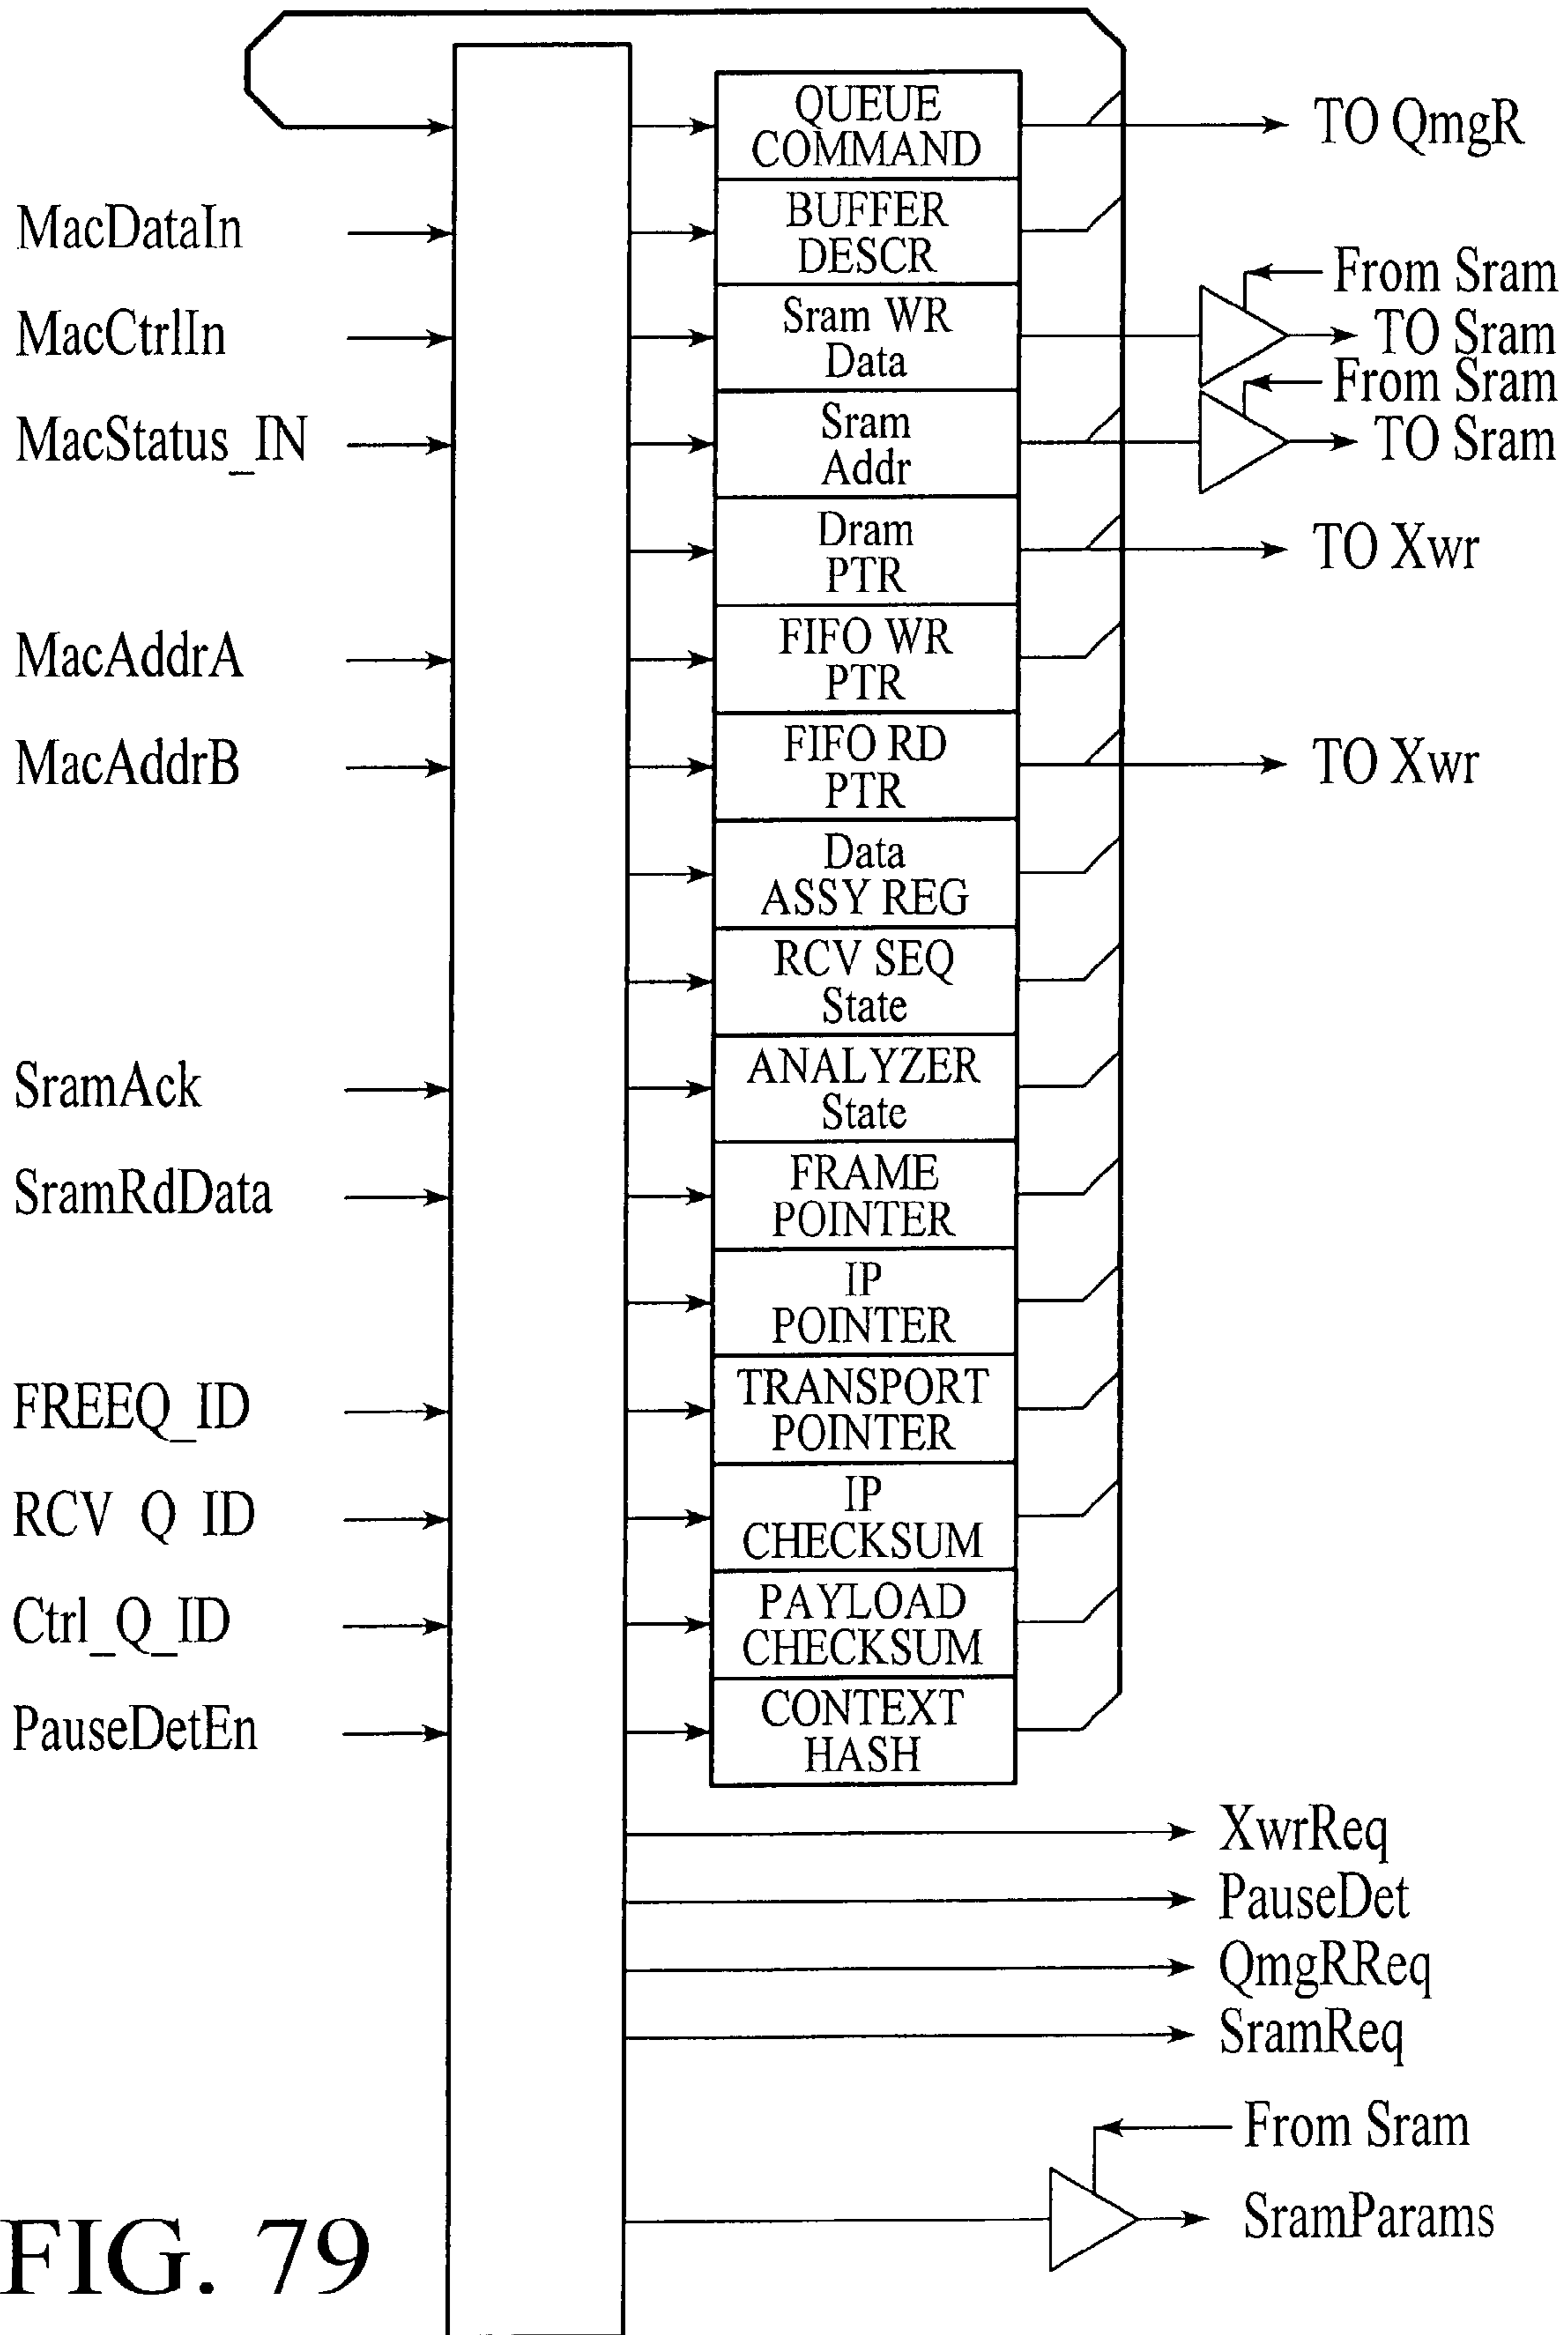 QUEUE
COMMAND
TO QmgR
MacDataIn
BUFFER
DESCR
From Sram
MacCtrlIn
Sram WR
Data
TO Sram
From Sram
MacStatus_IN
Sram
Addr
TO Sram
Dram
PTR
TO Xwr
MacAddrA
FIFO WR
PTR
MacAddrB
FIFO RD
PTR
TO Xwr
Data
ASSY REG
RCV SEQ
State
SramAck
ANALYZER
State
SramRdData
FRAME
POINTER
IP
POINTER
FREEQ_ID
TRANSPORT
POINTER
RCV Q ID
IP
CHECKSUM
Ctrl_Q_ID
PAYLOAD
CHECKSUM
PauseDetEn
CONTEXT
HASH
XwrReq
PauseDet
QmgRReq
SramReq
From Sram
SramParams
FIG. 79